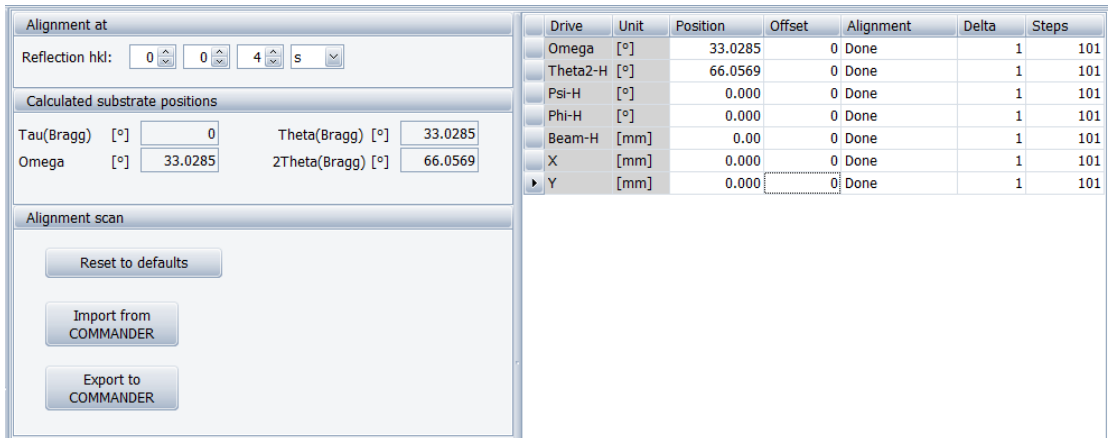 Alignment at
Reflection hkl: 0 0 4 s
Calculated substrate positions
Tau(Bragg) [°] 0 Theta(Bragg) [°] 33.0285
Omega [°] 33.0285 2Theta(Bragg) [°] 66.0569
Alignment scan
Reset to defaults
Import from
COMMANDER
Export to
COMMANDER
Drive Unit Position Offset Alignment Delta Steps
Omega [°] 33.0285 0 Done 1 101
Theta2-H [°] 66.0569 0 Done 1 101
Psi-H [°] 0.000 0 Done 1 101
Phi-H [°] 0.000 0 Done 1 101
Beam-H [mm] 0.00 0 Done 1 101
X [mm] 0.000 0 Done 1 101
Y [mm] 0.000 0 Done 1 101